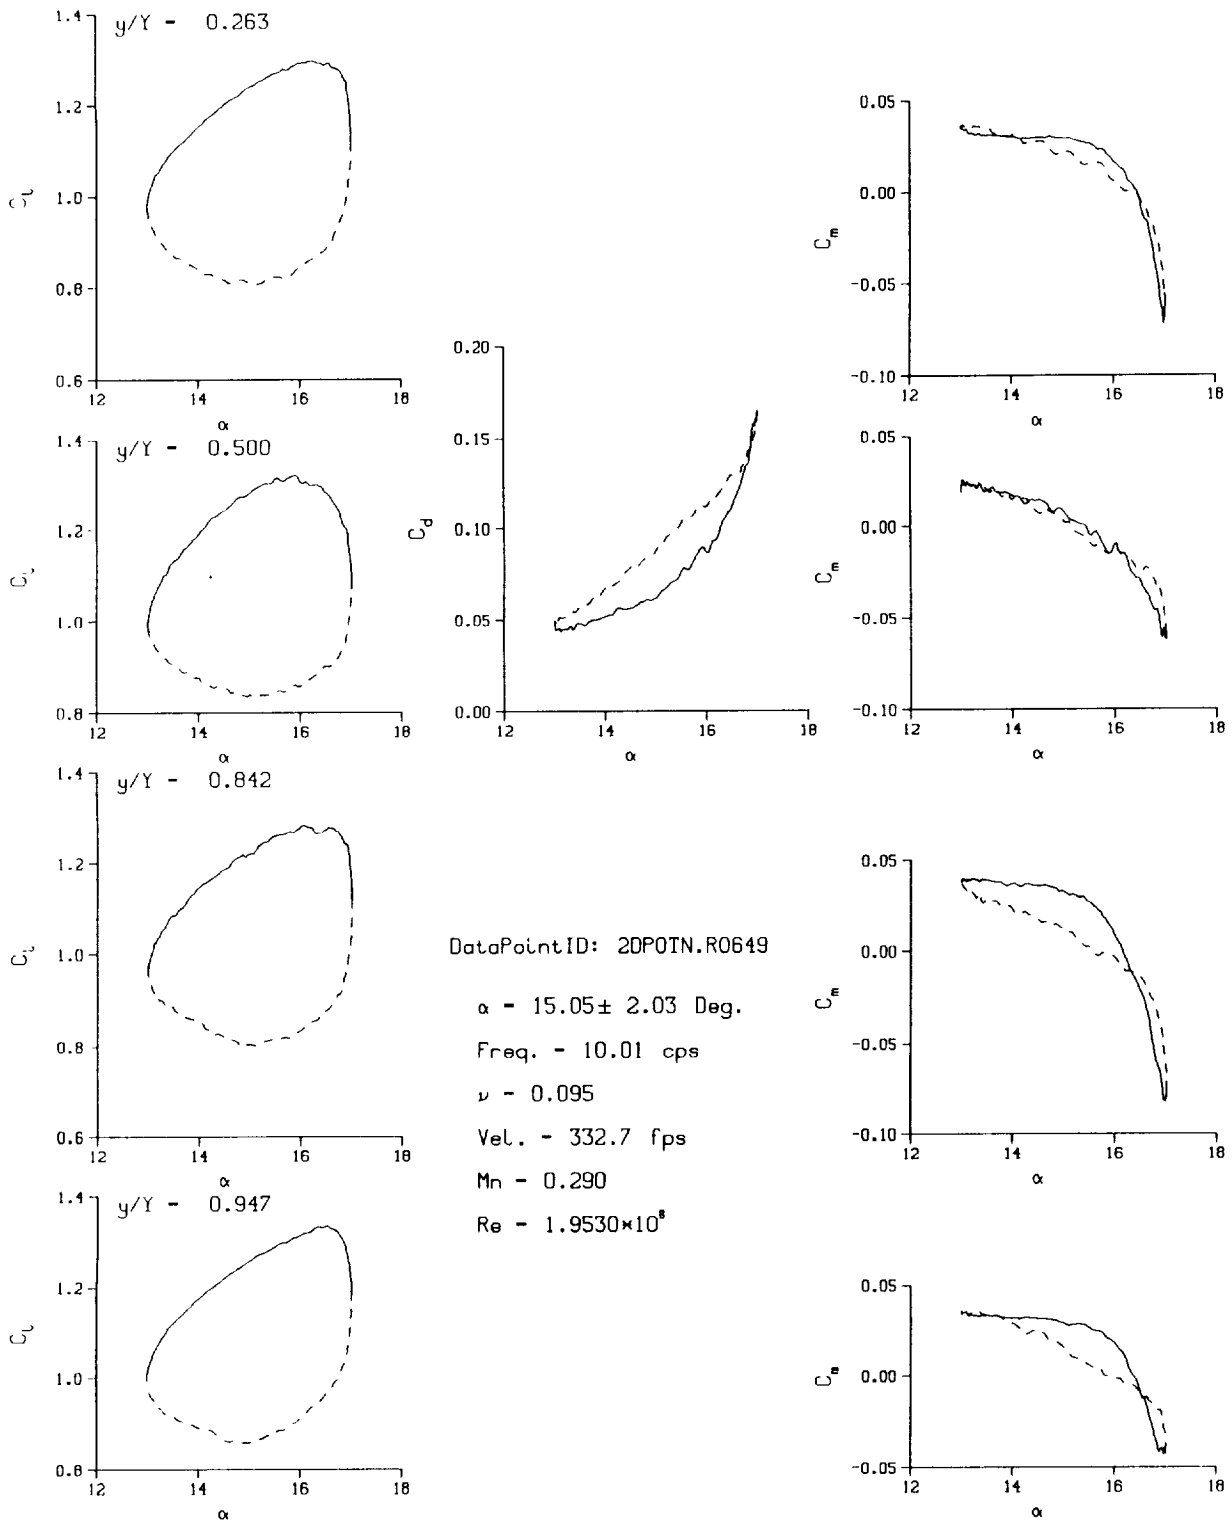 y/Y - 0.263
1.4
1.2
1.0
0.8
0.6
12 14 16 18
α
0.05
0.00
-0.05
-0.10
C_m
12 14 16 18
α
y/Y - 0.500
1.4
1.2
1.0
0.8
12 14 16 18
α
0.20
0.15
0.10
0.05
0.00
C_d
12 14 16 18
α
0.05
0.00
-0.05
-0.10
C_m
12 14 16 18
α
y/Y - 0.842
1.4
1.2
1.0
0.8
0.6
C_l
12 14 16 18
α
DataPointID: 2DPOTN.R0649
α - 15.05± 2.03 Deg.
Freq. - 10.01 cps
ν - 0.095
Vel. - 332.7 fps
Mn - 0.290
Re - 1.9530×10⁶
0.05
0.00
-0.05
-0.10
C_m
12 14 16 18
α
y/Y - 0.947
1.4
1.2
1.0
0.8
C_l
12 14 16 18
α
0.05
0.00
-0.05
C_m
12 14 16 18
α